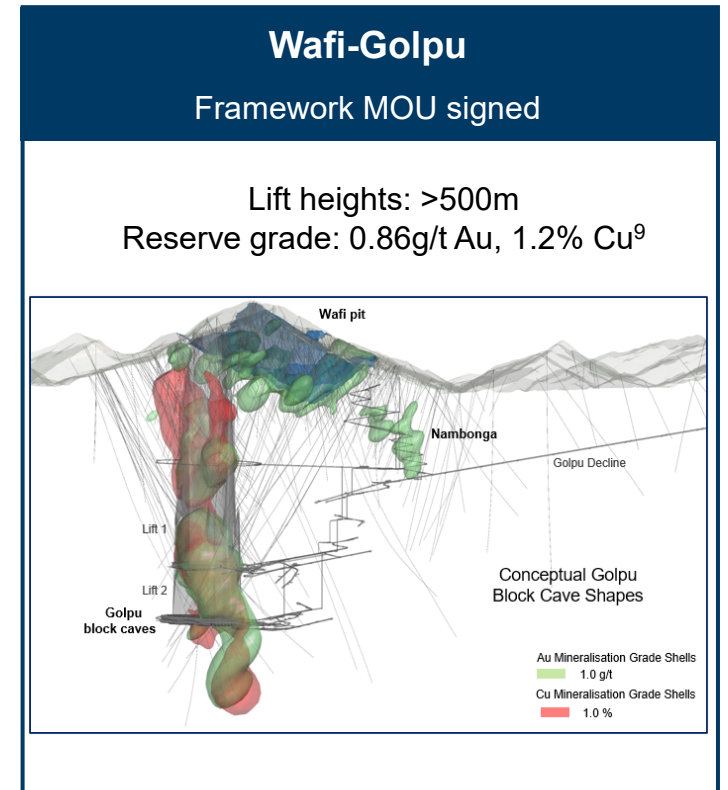 Wafi-Golpu
Framework MOU signed
Lift heights: >500m
Reserve grade: 0.86g/t Au, 1.2% Cu⁹
Wafi pit
Nambonga
Golpu Decline
Lift 1
Lift 2
Golpu
block caves
Conceptual Golpu
Block Cave Shapes
Au Mineralisation Grade Shells
1.0 g/t
Cu Mineralisation Grade Shells
1.0 %